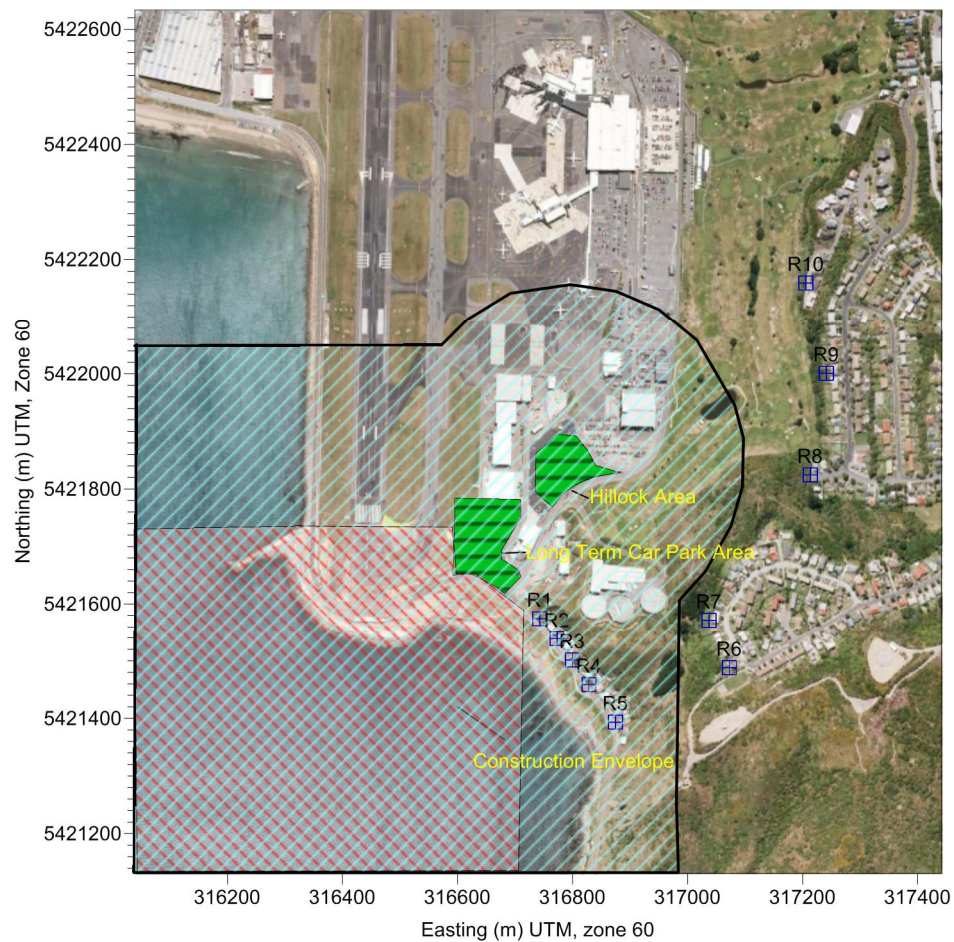 Northing (m) UTM, Zone 60
5422600
5422400
5422200
5422000
5421800
5421600
5421400
5421200
R10
R9
R8
Hillock Area
Long Term Car Park Area
R1
R2
R3
R4
R5
R7
R6
Construction Envelope
316200 316400 316600 316800 317000 317200 317400
Easting (m) UTM, zone 60